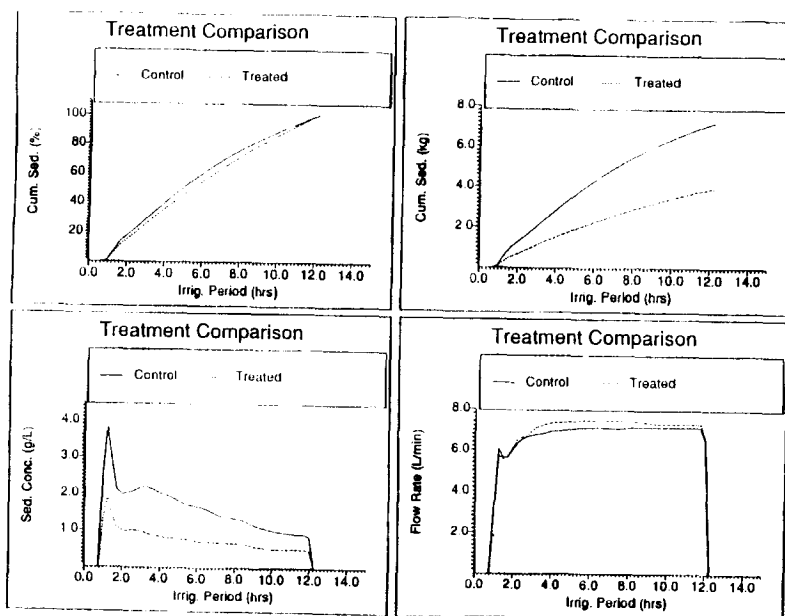 Treatment Comparison
Control Treated
100
80
60
40
20
Cum. Sed. (%)
0.0 2.0 4.0 6.0 8.0 10.0 12.0 14.0
Irrig. Period (hrs)
Treatment Comparison
Control Treated
8.0
6.0
4.0
2.0
Cum. Sed. (kg)
0.0 2.0 4.0 6.0 8.0 10.0 12.0 14.0
Irrig. Period (hrs)
Treatment Comparison
Control Treated
4.0
3.0
2.0
1.0
Sed. Conc. (g/L)
0.0 2.0 4.0 6.0 8.0 10.0 12.0 14.0
Irrig. Period (hrs)
Treatment Comparison
Control Treated
8.0
6.0
4.0
2.0
Flow Rate (L/min)
0.0 2.0 4.0 6.0 8.0 10.0 12.0 14.0
Irrig. Period (hrs)